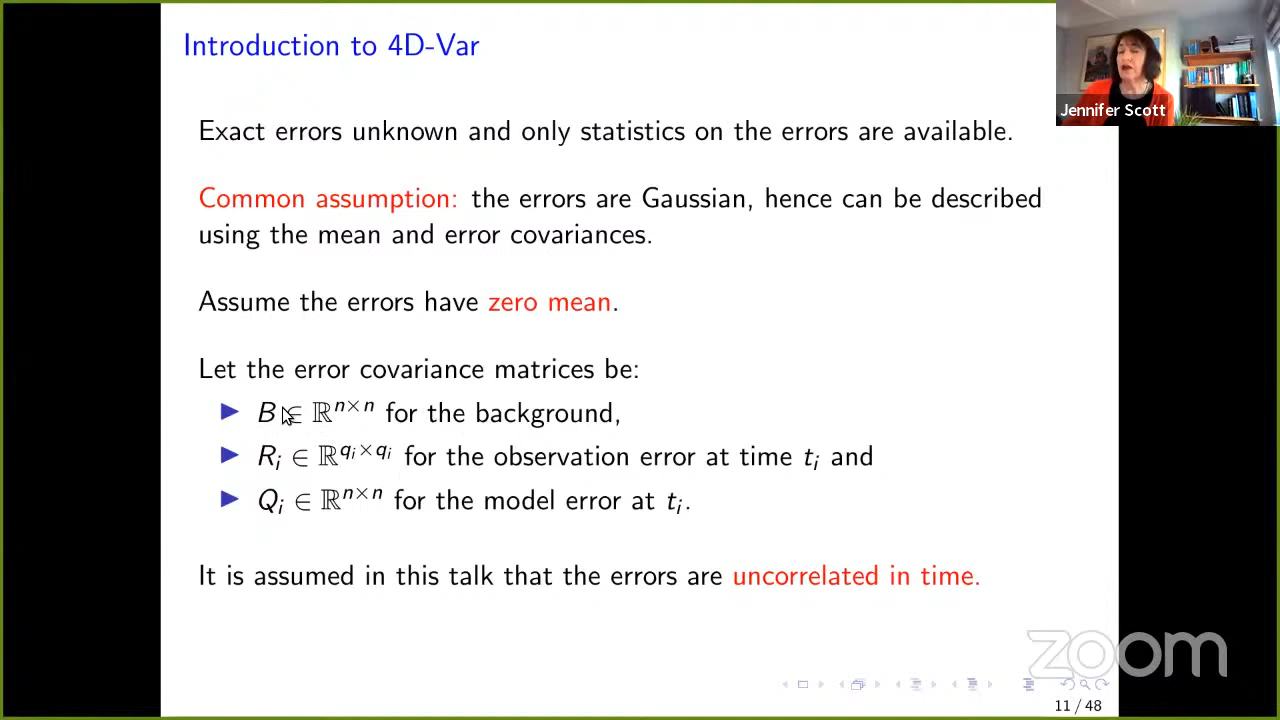 Introduction to 4D-Var
Jennifer Scott
Exact errors unknown and only statistics on the errors are available.
Common assumption: the errors are Gaussian, hence can be described
using the mean and error covariances.
Assume the errors have zero mean.
Let the error covariance matrices be:
▶ B ∈ ℝⁿˣⁿ for the background,
▶ Rᵢ ∈ ℝ^{qᵢ×qᵢ} for the observation error at time tᵢ and
▶ Qᵢ ∈ ℝⁿˣⁿ for the model error at tᵢ.
It is assumed in this talk that the errors are uncorrelated in time.
zoom
11 / 48